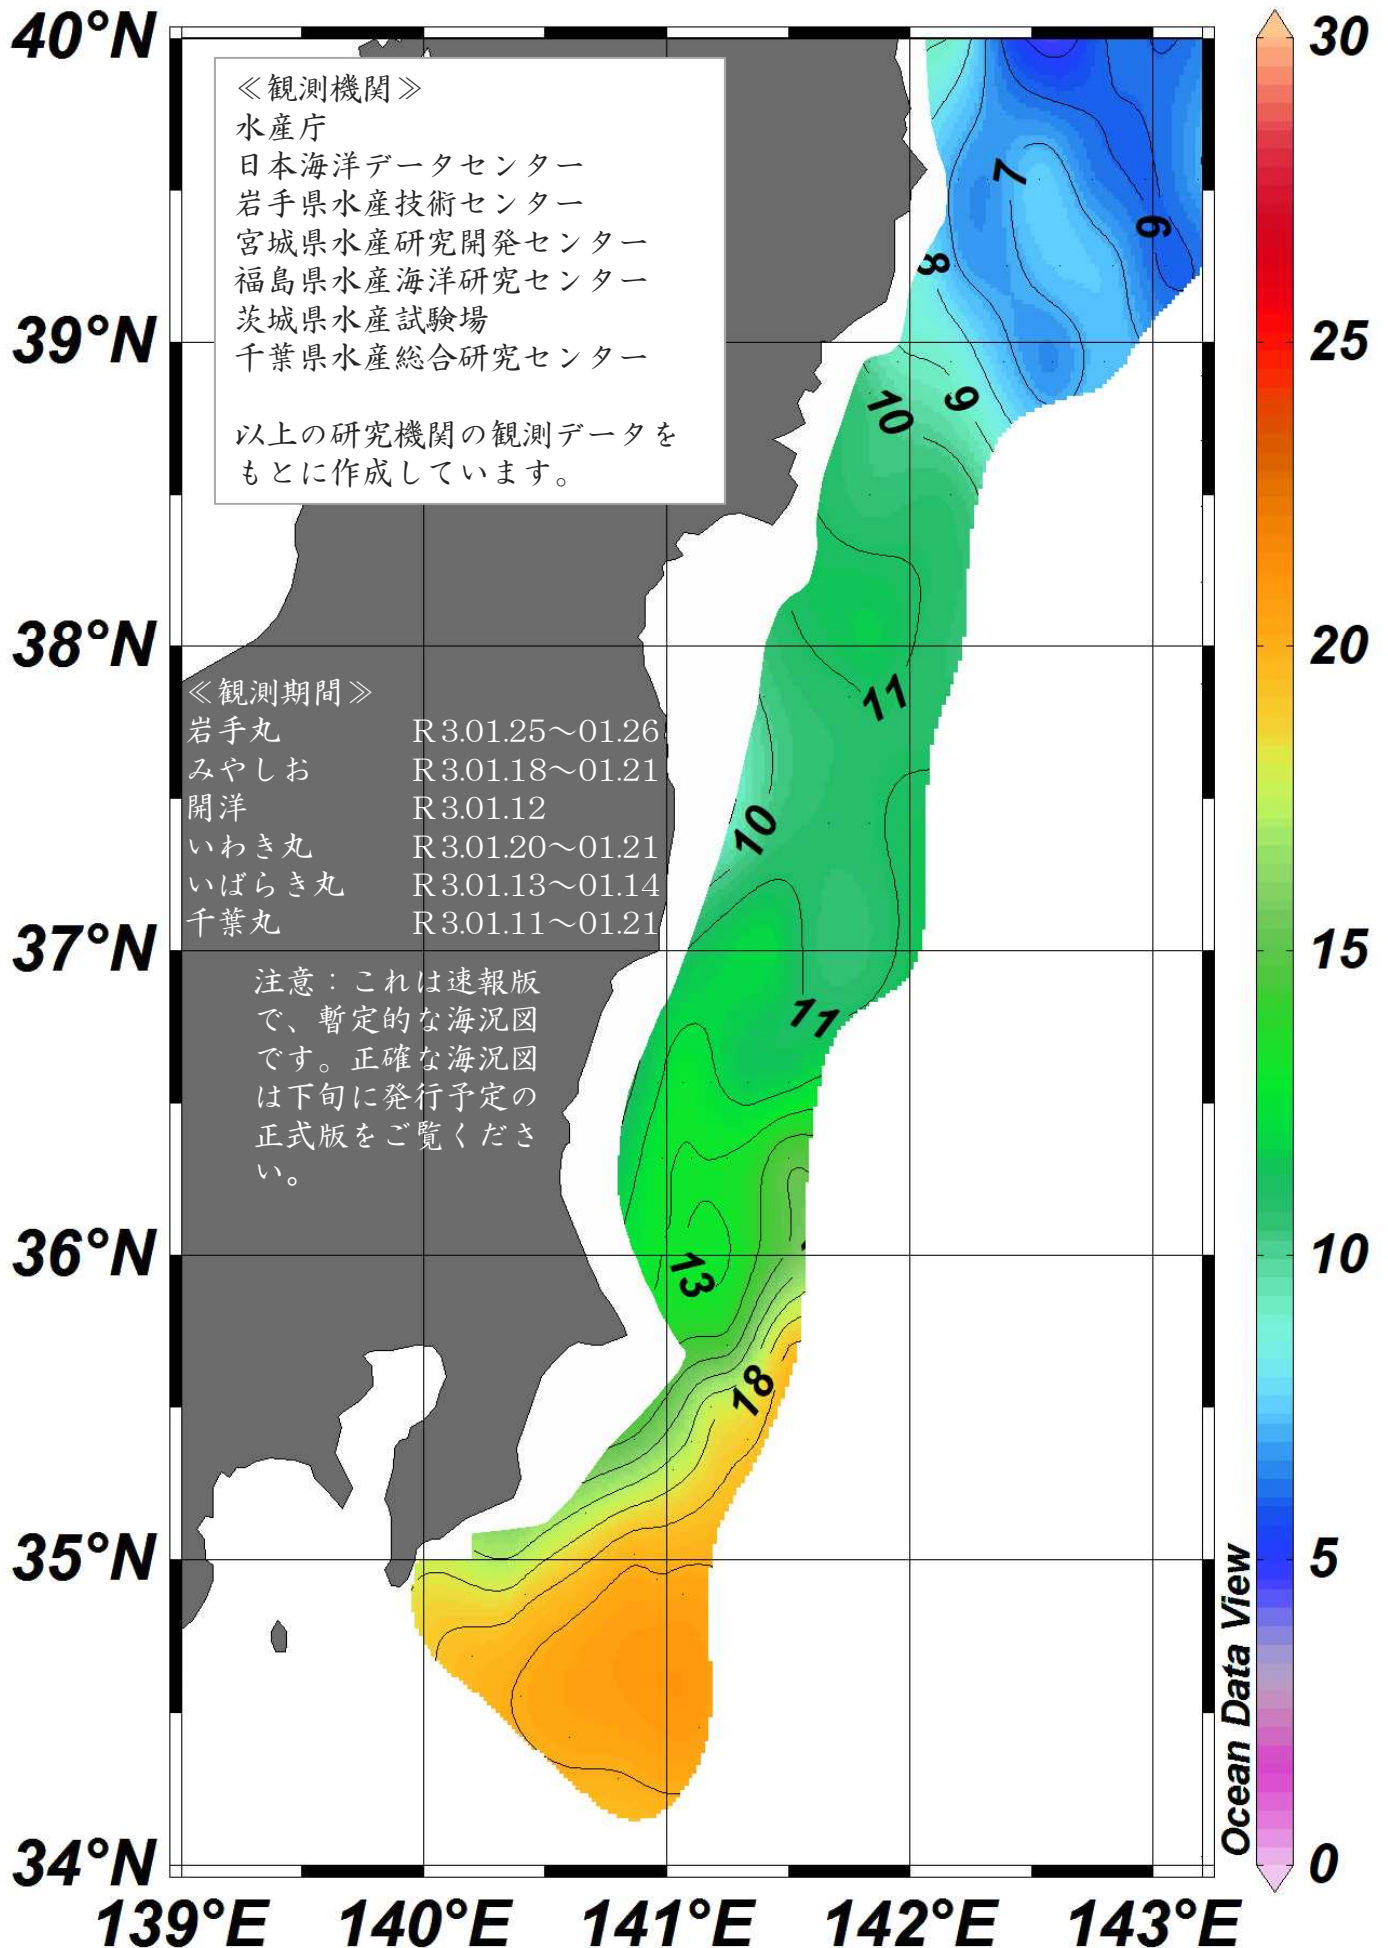 40°N
39°N
38°N
37°N
36°N
35°N
34°N
≪観測機関≫
水産庁
日本海洋データセンター
岩手県水産技術センター
宮城県水産研究開発センター
福島県水産海洋研究センター
茨城県水産試験場
千葉県水産総合研究センター
以上の研究機関の観測データを
もとに作成しています。
≪観測期間≫
岩手丸 R3.01.25～01.26
みやしお R3.01.18～01.21
開洋 R3.01.12
いわき丸 R3.01.20～01.21
いばらき丸 R3.01.13～01.14
千葉丸 R3.01.11～01.21
注意：これは速報版
で、暫定的な海況図
です。正確な海況図
は下旬に発行予定の
正式版をご覧くださ
い。
7
6
8
9
10
11
10
11
13
18
139°E 140°E 141°E 142°E 143°E
Ocean Data View
30
25
20
15
10
5
0